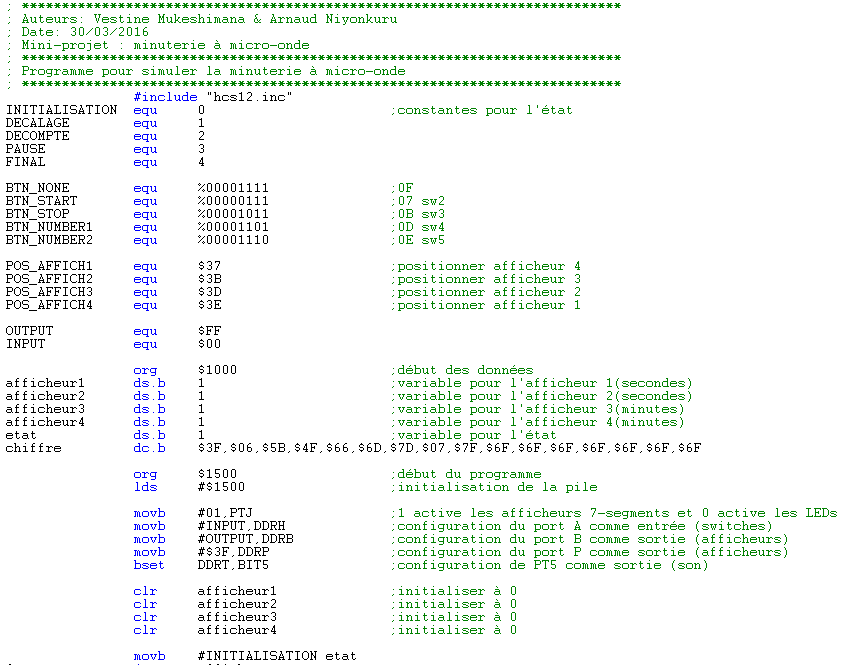 ; ***************************************************************************
; Auteurs: Vestine Mukeshimana & Arnaud Niyonkuru
; Date: 30/03/2016
; Mini-projet : minuterie à micro-onde
; ***************************************************************************
; Programme pour simuler la minuterie à micro-onde
; ***************************************************************************
#include "hcs12.inc"
INITIALISATION equ 0 ;constantes pour l'état
DECALAGE equ 1
DECOMPTE equ 2
PAUSE equ 3
FINAL equ 4
BTN_NONE equ %00001111 ;0F
BTN_START equ %00000111 ;07 sw2
BTN_STOP equ %00001011 ;0B sw3
BTN_NUMBER1 equ %00001101 ;0D sw4
BTN_NUMBER2 equ %00001110 ;0E sw5
POS_AFFICH1 equ $37 ;positionner afficheur 4
POS_AFFICH2 equ $3B ;positionner afficheur 3
POS_AFFICH3 equ $3D ;positionner afficheur 2
POS_AFFICH4 equ $3E ;positionner afficheur 1
OUTPUT equ $FF
INPUT equ $00
org $1000 ;début des données
afficheur1 ds.b 1 ;variable pour l'afficheur 1(secondes)
afficheur2 ds.b 1 ;variable pour l'afficheur 2(secondes)
afficheur3 ds.b 1 ;variable pour l'afficheur 3(minutes)
afficheur4 ds.b 1 ;variable pour l'afficheur 4(minutes)
etat ds.b 1 ;variable pour l'état
chiffre dc.b $3F,$06,$5B,$4F,$66,$6D,$7D,$07,$7F,$6F,$6F,$6F,$6F,$6F,$6F,$6F
org $1500 ;début du programme
lds #$1500 ;initialisation de la pile
movb #01,PTJ ;1 active les afficheurs 7-segments et 0 active les LEDs
movb #INPUT,DDRH ;configuration du port A comme entrée (switches)
movb #OUTPUT,DDRB ;configuration du port B comme sortie (afficheurs)
movb #$3F,DDRP ;configuration du port P comme sortie (afficheurs)
bset DDRT,BIT5 ;configuration de PT5 comme sortie (son)
clr afficheur1 ;initialiser à 0
clr afficheur2 ;initialiser à 0
clr afficheur3 ;initialiser à 0
clr afficheur4 ;initialiser à 0
movb #INITIALISATION etat